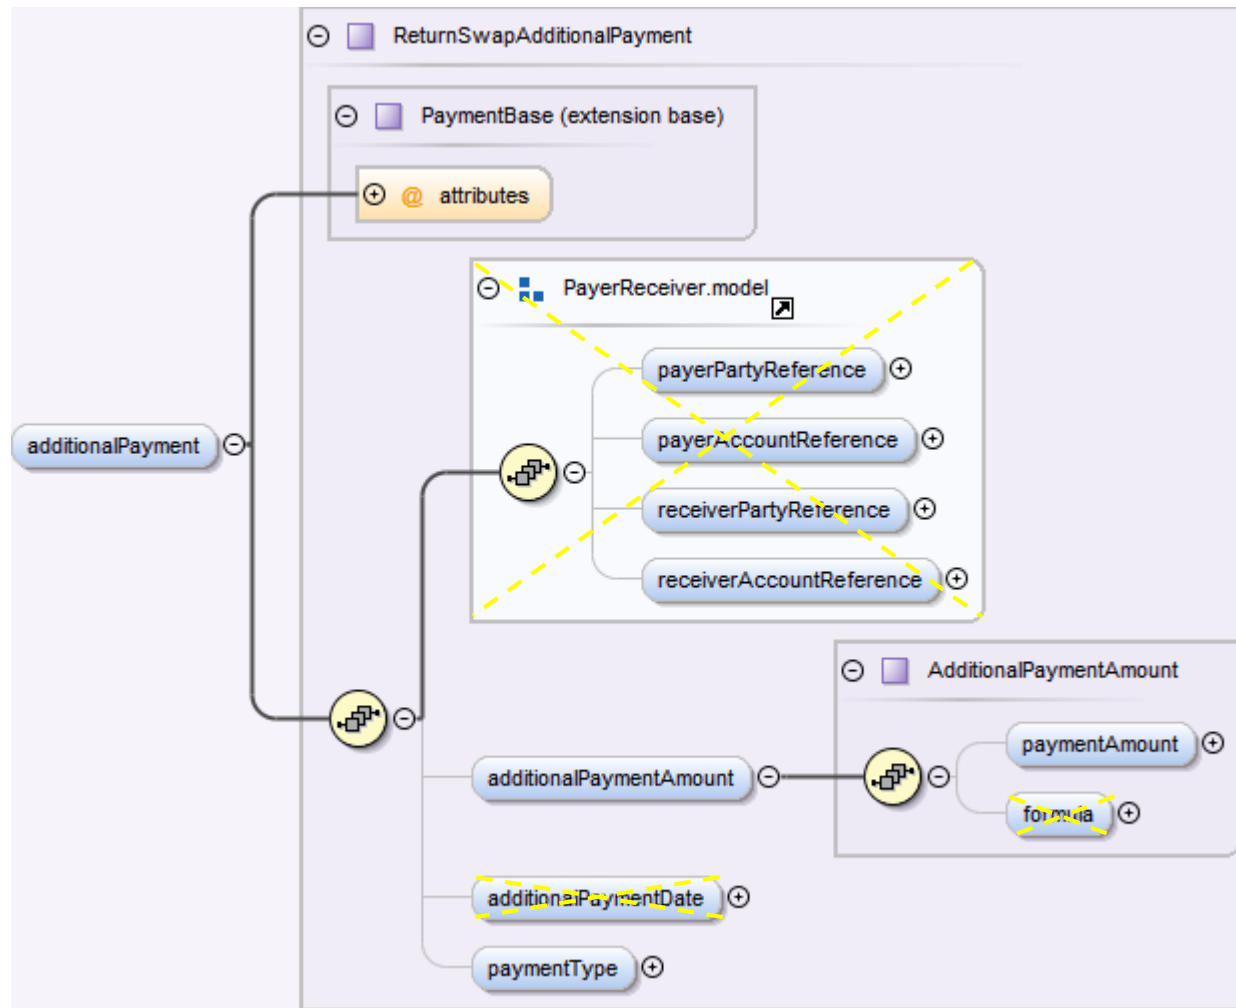 ReturnSwapAdditionalPayment
PaymentBase (extension base)
@ attributes
PayerReceiver.model
payerPartyReference
payerAccountReference
additionalPayment
receiverPartyReference
receiverAccountReference
AdditionalPaymentAmount
paymentAmount
additionalPaymentAmount
formula
additionalPaymentDate
paymentType